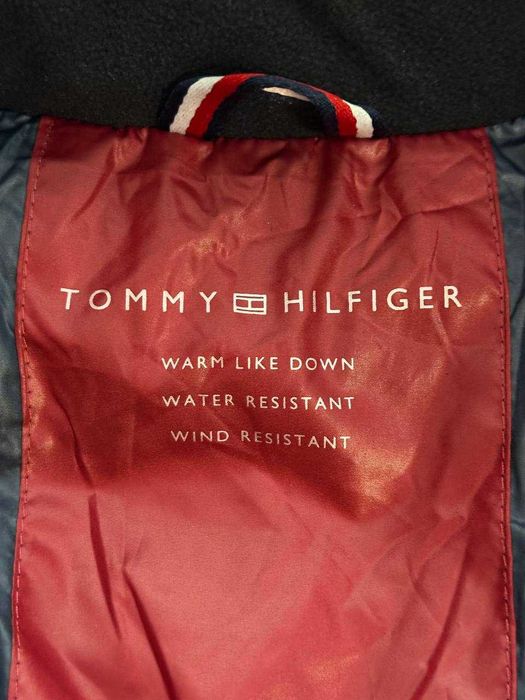 TOMMY HILFIGER
WARM LIKE DOWN
WATER RESISTANT
WIND RESISTANT